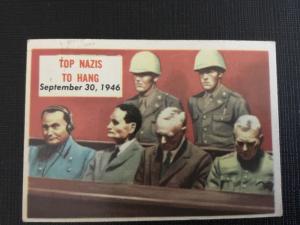 TOP NAZIS
TO HANG
September 30, 1946